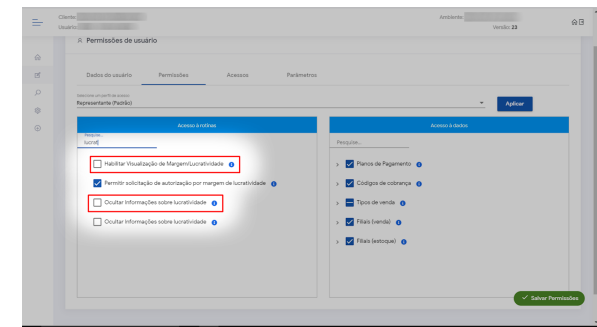 Cliente:
Ambiente:
Usuário:
Versão: 23
Permissões de usuário
Dados do usuário Permissões Acessos Parâmetros
Selecione um perfil de acesso
Representante (Padrão)
Aplicar
Acesso à rotinas
Acesso à dados
Pesquise...
lucrat
Pesquise...
Habilitar Visualização de Margem/Lucratividade
Planos de Pagamento
Permitir solicitação de autorização por margem de lucratividade
Códigos de cobrança
Ocultar informações sobre lucratividade
Tipos de venda
Ocultar informações sobre lucratividade
Filiais (venda)
Filiais (estoque)
Salvar Permissões